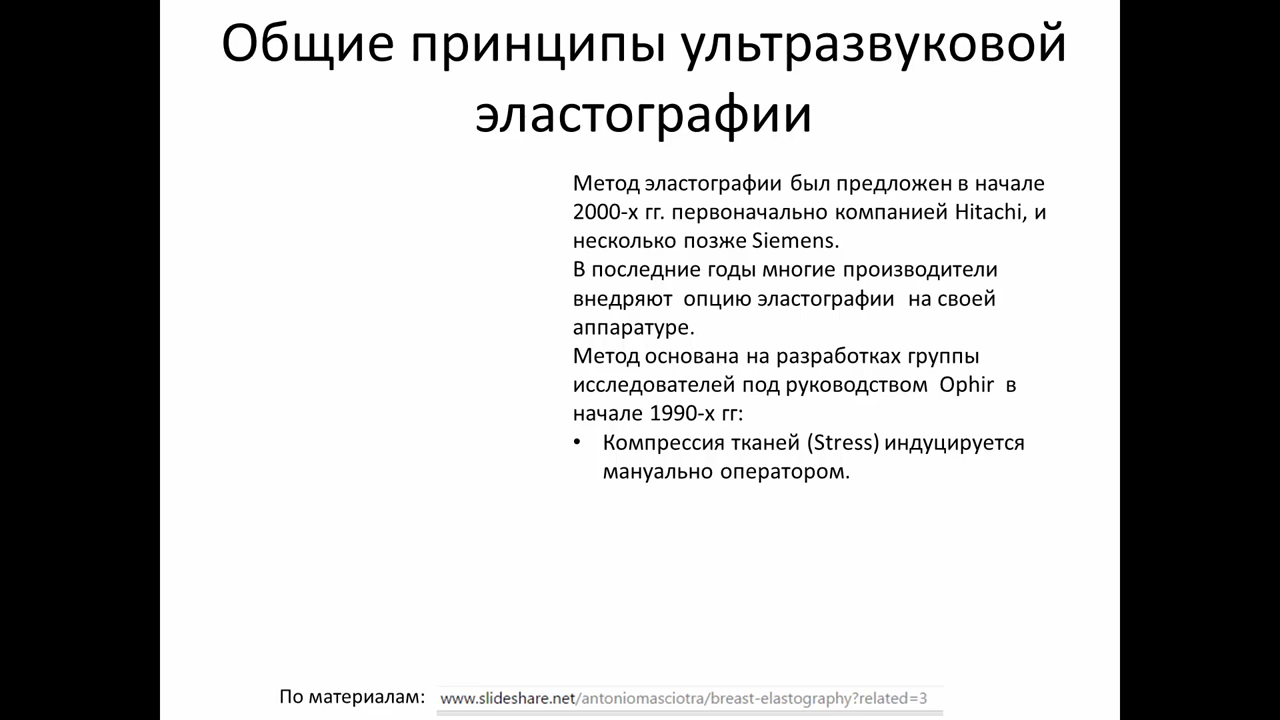 Общие принципы ультразвуковой
эластографии
Метод эластографии был предложен в начале
2000-х гг. первоначально компанией Hitachi, и
несколько позже Siemens.
В последние годы многие производители
внедряют опцию эластографии на своей
аппаратуре.
Метод основана на разработках группы
исследователей под руководством Ophir в
начале 1990-х гг:
• Компрессия тканей (Stress) индуцируется
мануально оператором.
По материалам: www.slideshare.net/antoniomasciotra/breast-elastography?related=3